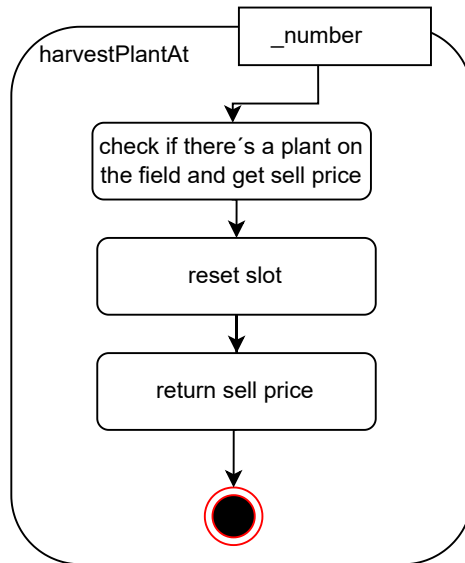 _number
harvestPlantAt
check if there´s a plant on
the field and get sell price
reset slot
return sell price